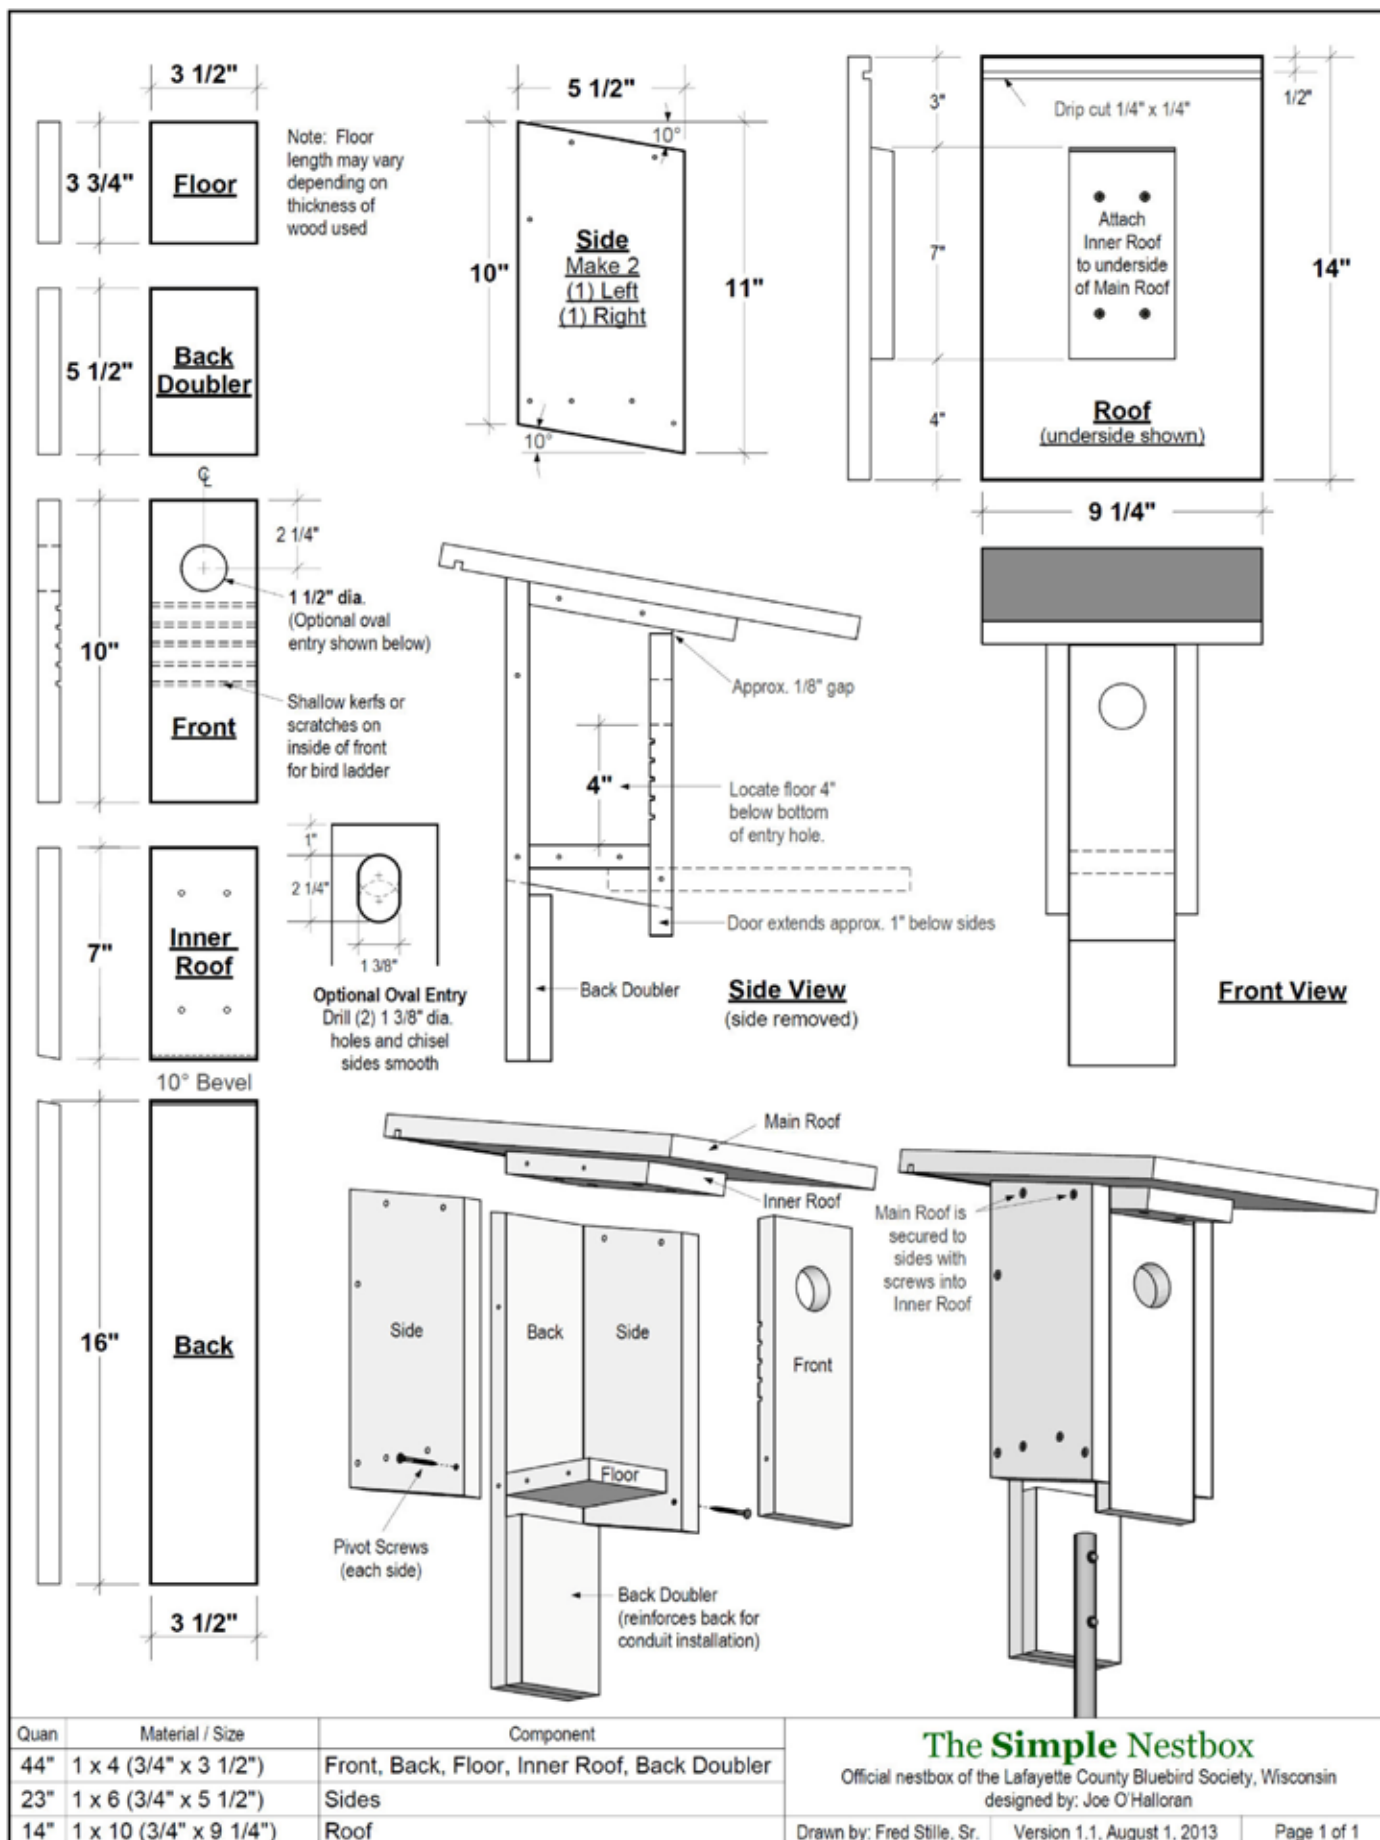 3 1/2"
3 3/4"
Floor
Note: Floor
length may vary
depending on
thickness of
wood used
5 1/2"
Back
Doubler
5 1/2"
10°
10"
Side
Make 2
(1) Left
(1) Right
11"
10°
3"
7"
4"
Drip cut 1/4" x 1/4"
1/2"
Attach
Inner Roof
to underside
of Main Roof
14"
Roof
(underside shown)
9 1/4"
℄
2 1/4"
1 1/2" dia.
(Optional oval
entry shown below)
10"
Shallow kerfs or
scratches on
inside of front
for bird ladder
Front
Approx. 1/8" gap
4"
Locate floor 4"
below bottom
of entry hole.
Door extends approx. 1" below sides
Back Doubler
Side View
(side removed)
Front View
7"
Inner
Roof
10° Bevel
1"
2 1/4"
1 3/8"
Optional Oval Entry
Drill (2) 1 3/8" dia.
holes and chisel
sides smooth
16"
Back
3 1/2"
Main Roof
Inner Roof
Side
Back
Side
Front
Floor
Pivot Screws
(each side)
Back Doubler
(reinforces back for
conduit installation)
Main Roof is
secured to
sides with
screws into
Inner Roof
Quan Material / Size Component
44" 1 x 4 (3/4" x 3 1/2") Front, Back, Floor, Inner Roof, Back Doubler
23" 1 x 6 (3/4" x 5 1/2") Sides
14" 1 x 10 (3/4" x 9 1/4") Roof
The Simple Nestbox
Official nestbox of the Lafayette County Bluebird Society, Wisconsin
designed by: Joe O'Halloran
Drawn by: Fred Stille, Sr. Version 1.1, August 1, 2013 Page 1 of 1